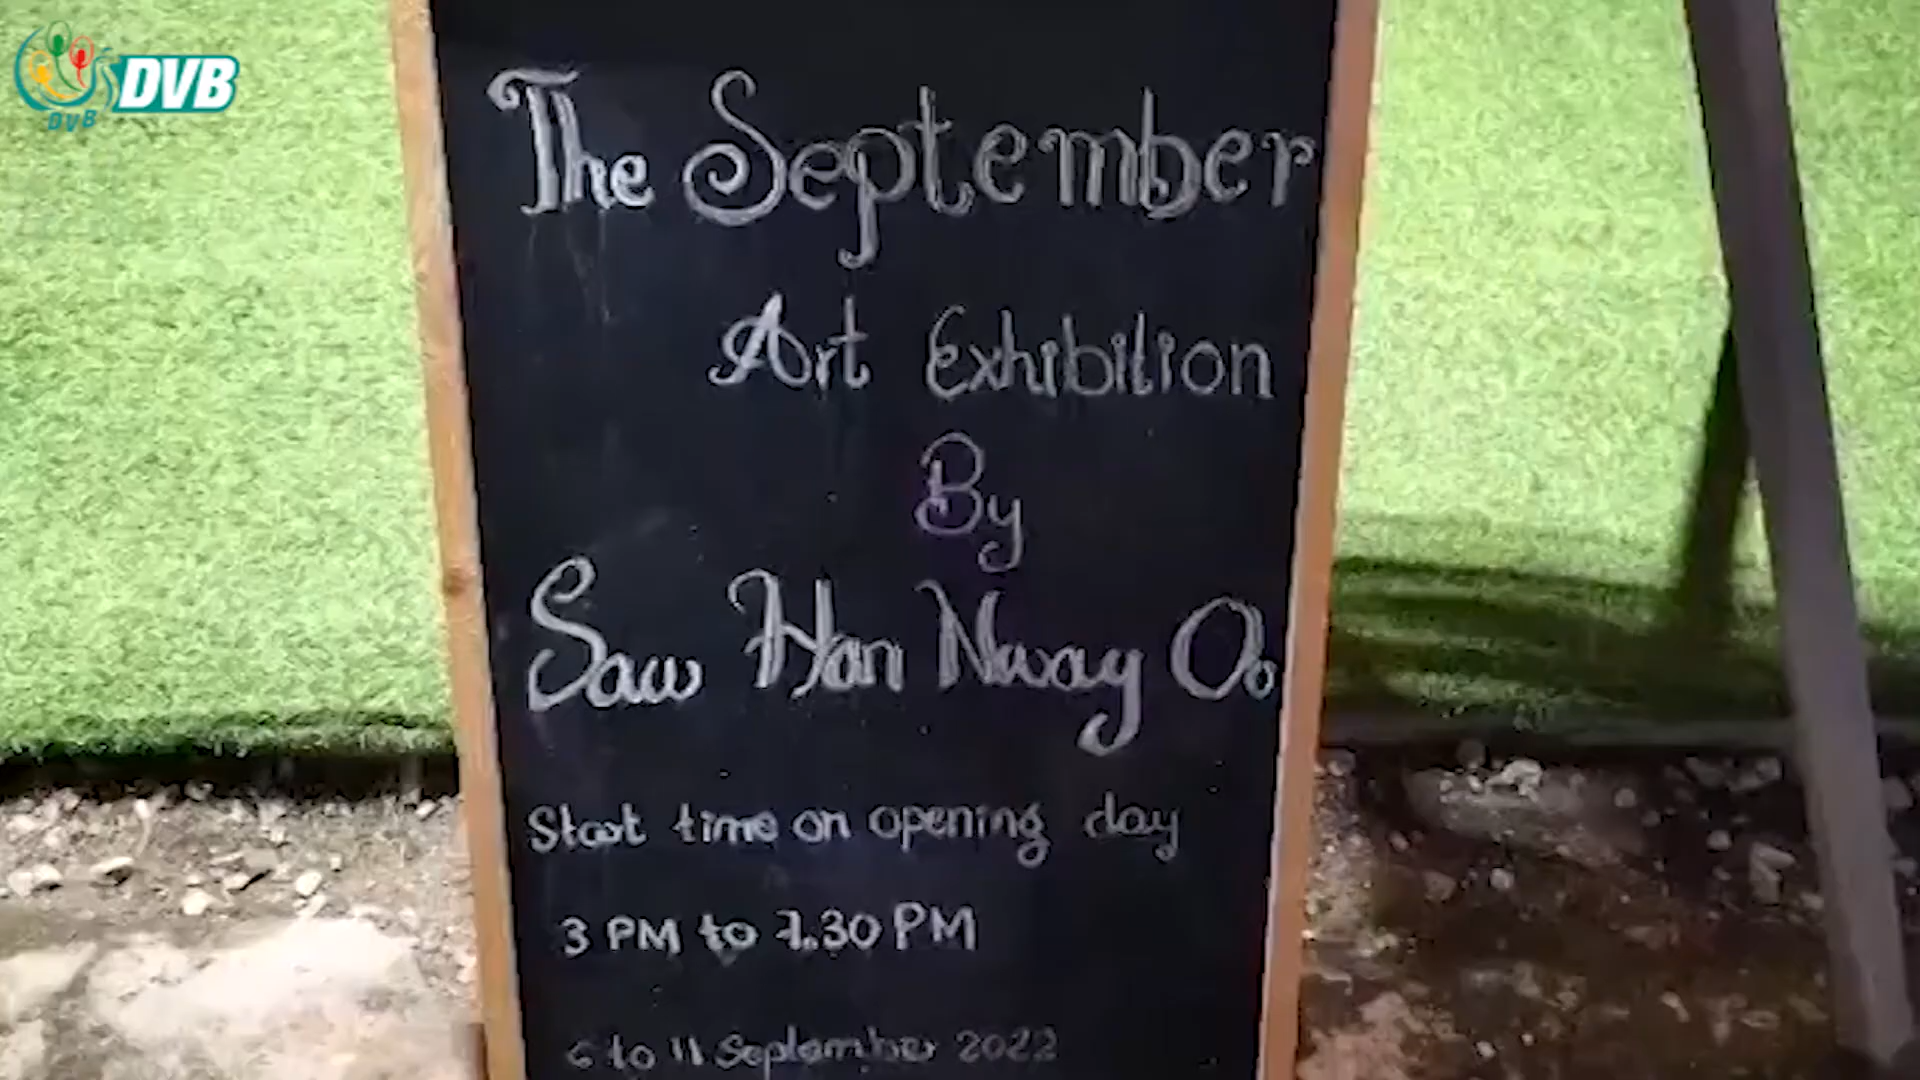 DVB
DVB
The September
Art Exhibition
By
Saw Han Nway Oo
Start time on opening day
3 PM to 7.30 PM
6 to 11 September 2022